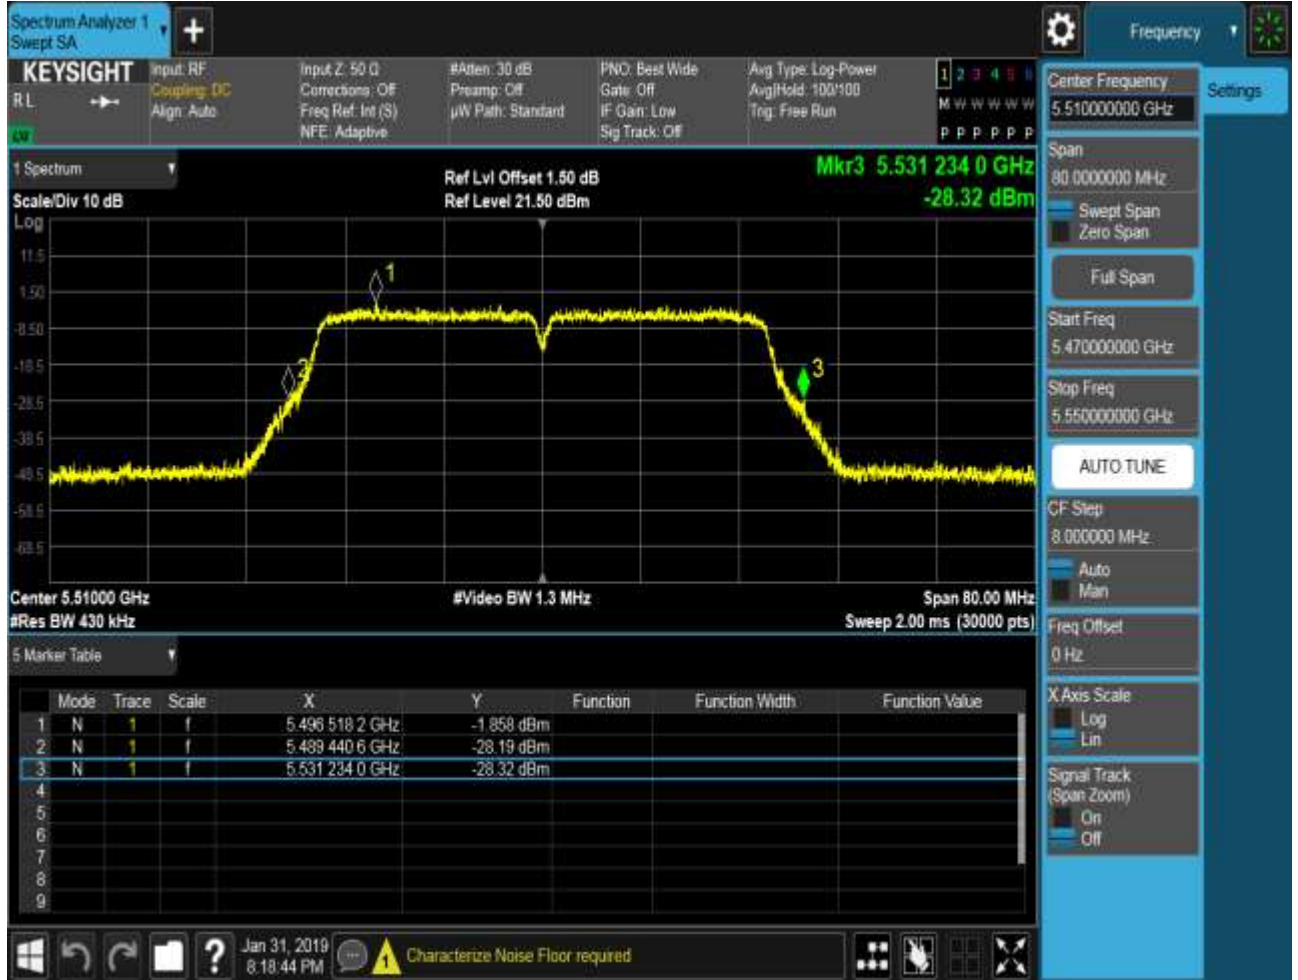 Spectrum Analyzer 1
Swept SA
Frequency
KEYSIGHT
RL
LXI
Input: RF
Coupling: DC
Align: Auto
Input Z: 50 Ω
Corrections: Off
Freq Ref: Int (S)
NFE: Adaptive
#Atten: 30 dB
Preamp: Off
µW Path: Standard
PNO: Best Wide
Gate: Off
IF Gain: Low
Sig Track: Off
Avg Type: Log-Power
Avg|Hold: 100/100
Trig: Free Run
1 2 3 4 5 6
M W W W W W
P P P P P P
1 Spectrum
Scale/Div 10 dB
Ref Lvl Offset 1.50 dB
Ref Level 21.50 dBm
Mkr3 5.531 234 0 GHz
-28.32 dBm
Log
11.5
1.50
-8.50
-18.5
-28.5
-38.5
-48.5
-58.5
-68.5
1
2
3
Center 5.51000 GHz
#Video BW 1.3 MHz
Span 80.00 MHz
#Res BW 430 kHz
Sweep 2.00 ms (30000 pts)
5 Marker Table
Mode Trace Scale X Y Function Function Width Function Value
1 N 1 f 5.496 518 2 GHz -1.858 dBm
2 N 1 f 5.489 440 6 GHz -28.19 dBm
3 N 1 f 5.531 234 0 GHz -28.32 dBm
4
5
6
7
8
9
Jan 31, 2019
8:18:44 PM
1
Characterize Noise Floor required
Center Frequency
5.510000000 GHz
Settings
Span
80.0000000 MHz
Swept Span
Zero Span
Full Span
Start Freq
5.470000000 GHz
Stop Freq
5.550000000 GHz
AUTO TUNE
CF Step
8.000000 MHz
Auto
Man
Freq Offset
0 Hz
X Axis Scale
Log
Lin
Signal Track
(Span Zoom)
On
Off